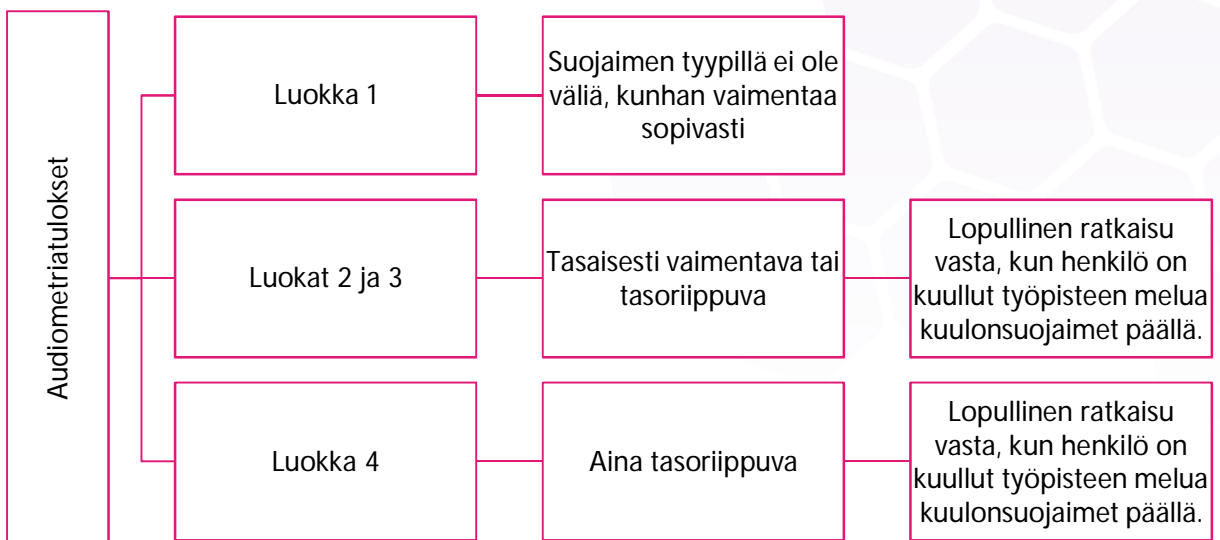 Audiometriatulokset
Luokka 1
Suojaimen tyypillä ei ole
väliä, kunhan vaimentaa
sopivasti
Luokat 2 ja 3
Tasaisesti vaimentava tai
tasoriippuva
Lopullinen ratkaisu
vasta, kun henkilö on
kuullut työpisteen melua
kuulonsuojaimet päällä.
Luokka 4
Aina tasoriippuva
Lopullinen ratkaisu
vasta, kun henkilö on
kuullut työpisteen melua
kuulonsuojaimet päällä.